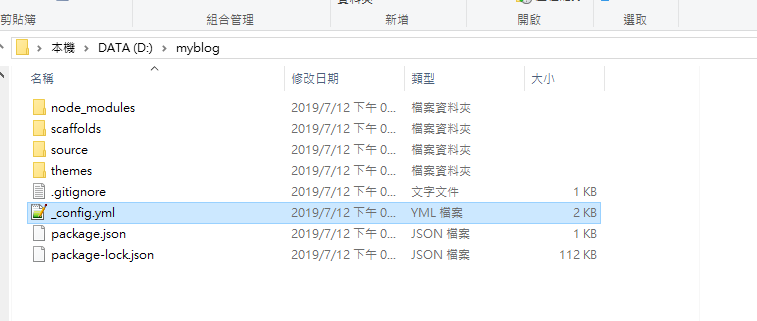 剪貼簿 組合管理 新增 開啟 選取
本機 DATA (D:) myblog
名稱 修改日期 類型 大小
node_modules 2019/7/12 下午 0... 檔案資料夾
scaffolds 2019/7/12 下午 0... 檔案資料夾
source 2019/7/12 下午 0... 檔案資料夾
themes 2019/7/12 下午 0... 檔案資料夾
.gitignore 2019/7/12 下午 0... 文字文件 1 KB
_config.yml 2019/7/12 下午 0... YML 檔案 2 KB
package.json 2019/7/12 下午 0... JSON 檔案 1 KB
package-lock.json 2019/7/12 下午 0... JSON 檔案 112 KB